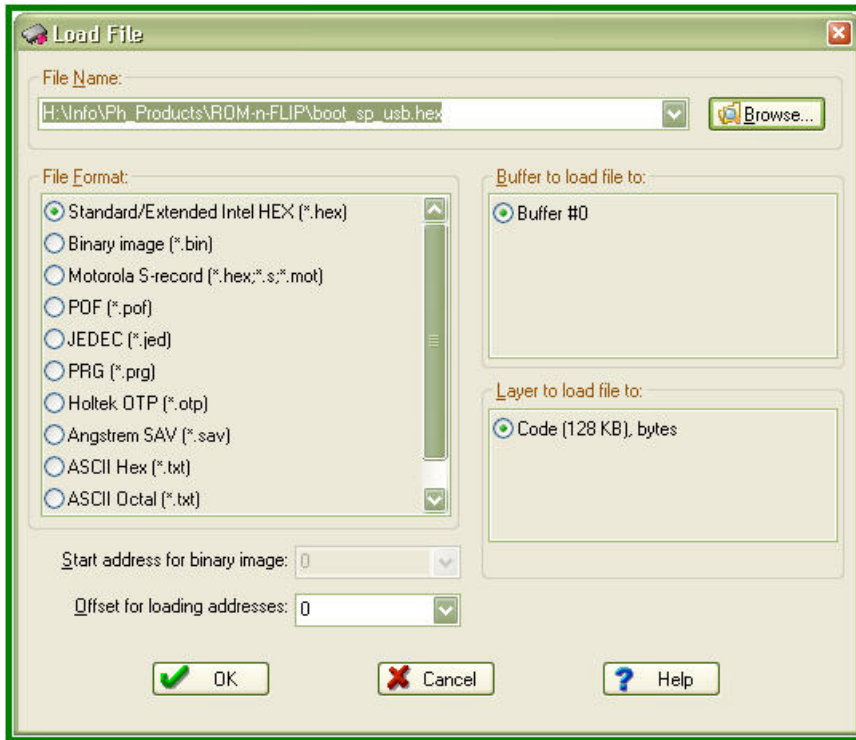 Load File
File Name:
H:\Info\Ph_Products\ROM-n-FLIP\boot_sp_usb.hex
Browse...
File Format:
Standard/Extended Intel HEX (*.hex)
Binary image (*.bin)
Motorola S-record (*.hex;*.s;*.mot)
POF (*.pof)
JEDEC (*.jed)
PRG (*.prg)
Holtek OTP (*.otp)
Angstrem SAV (*.sav)
ASCII Hex (*.txt)
ASCII Octal (*.txt)
Buffer to load file to:
Buffer #0
Layer to load file to:
Code (128 KB), bytes
Start address for binary image: 0
Offset for loading addresses: 0
OK
Cancel
Help